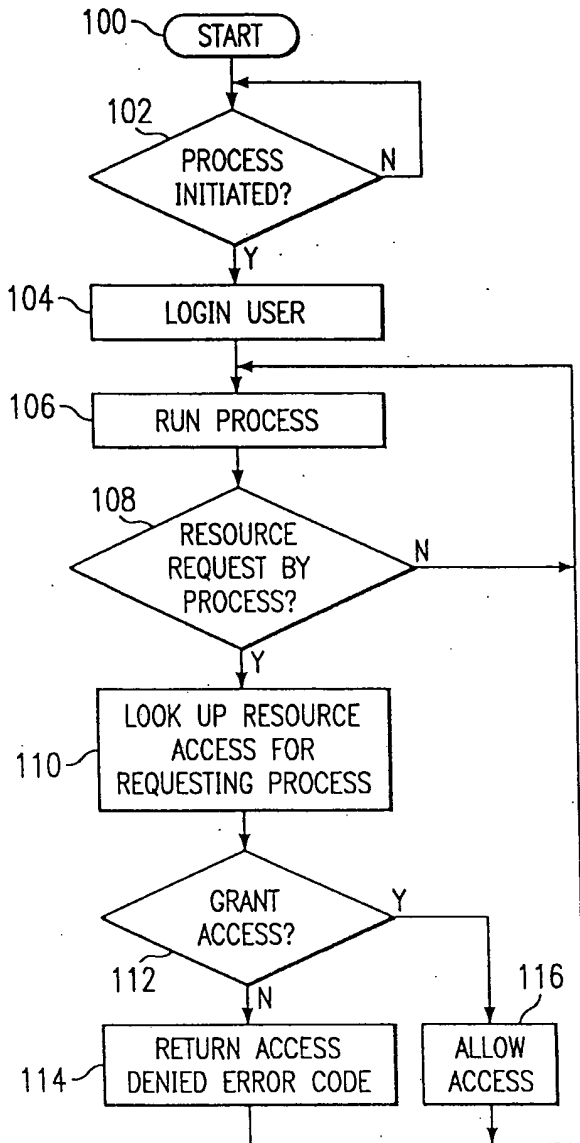 100
START
102
PROCESS
INITIATED?
N
Y
104
LOGIN USER
106
RUN PROCESS
108
RESOURCE
REQUEST BY
PROCESS?
N
Y
110
LOOK UP RESOURCE
ACCESS FOR
REQUESTING PROCESS
GRANT
ACCESS?
Y
112
N
116
114
RETURN ACCESS
DENIED ERROR CODE
ALLOW
ACCESS